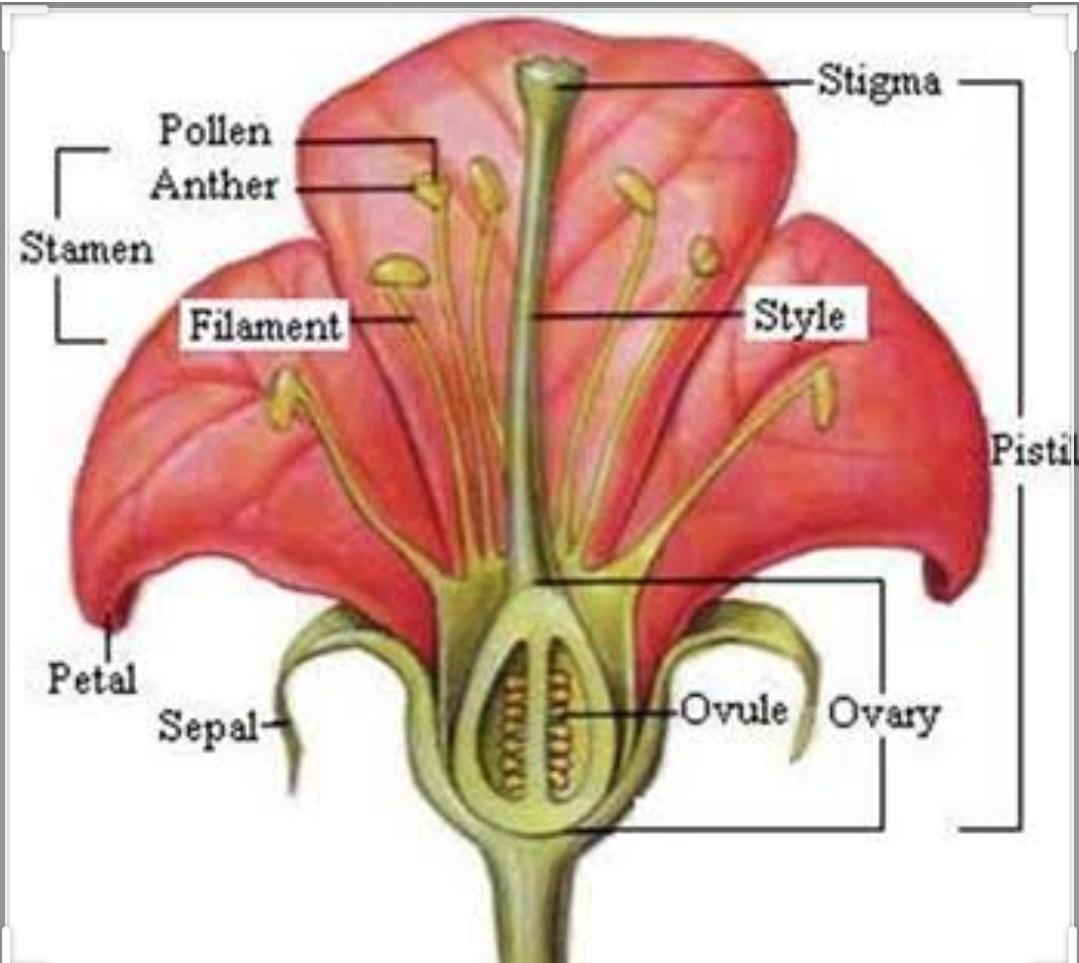 Stigma
Pollen
Anther
Stamen
Filament
Style
Pistil
Petal
Sepal
Ovule
Ovary